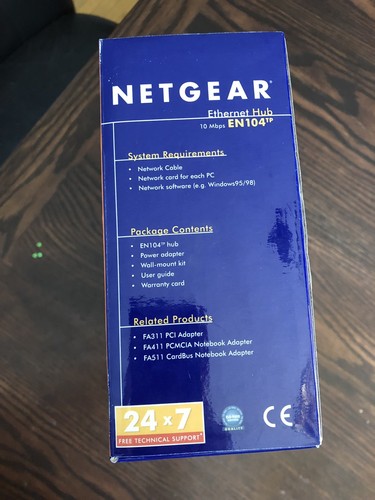 NETGEAR®
Ethernet Hub
10 Mbps EN104TP
System Requirements
• Network Cable
• Network card for each PC
• Network software (e.g. Windows95/98)
Package Contents
• EN104TP hub
• Power adapter
• Wall-mount kit
• User guide
• Warranty card
Related Products
• FA311 PCI Adapter
• FA411 PCMCIA Notebook Adapter
• FA511 CardBus Notebook Adapter
24 x 7
FREE TECHNICAL SUPPORT*
CE